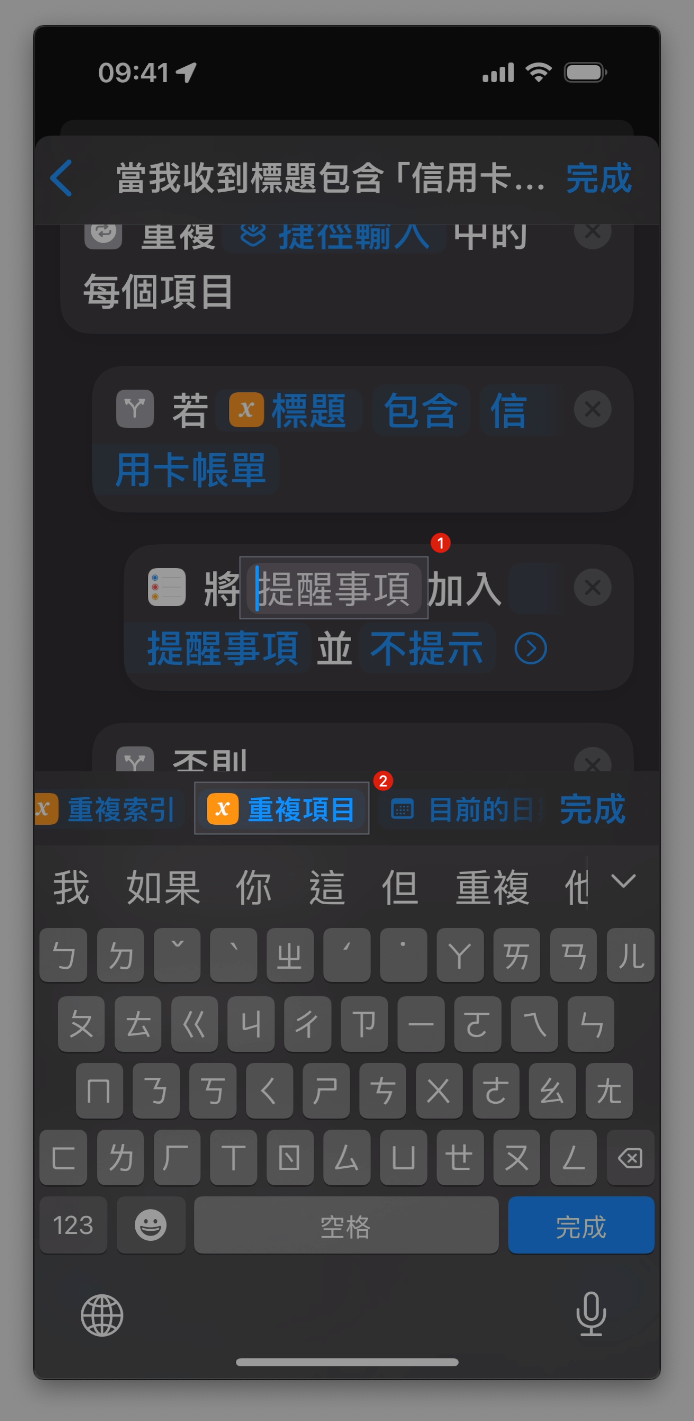 09:41
當我收到標題包含「信用卡... 完成
重複 捷徑輸入 中的
每個項目
若 x 標題 包含 信
用卡帳單
1
將 提醒事項 加入
提醒事項 並 不提示
否則
2
x 重複索引 x 重複項目 目前的日 完成
我 如果 你 這 但 重複 他
ㄅ ㄉ ˇ ˋ ㄓ ˊ ˙ ㄚ ㄞ ㄢ ㄦ
ㄆ ㄊ ㄍ ㄐ ㄔ ㄗ ㄧ ㄛ ㄟ ㄣ
ㄇ ㄋ ㄎ ㄑ ㄕ ㄘ ㄨ ㄜ ㄠ ㄤ
ㄈ ㄌ ㄏ ㄒ ㄖ ㄙ ㄩ ㄝ ㄡ ㄥ
123 空格 完成